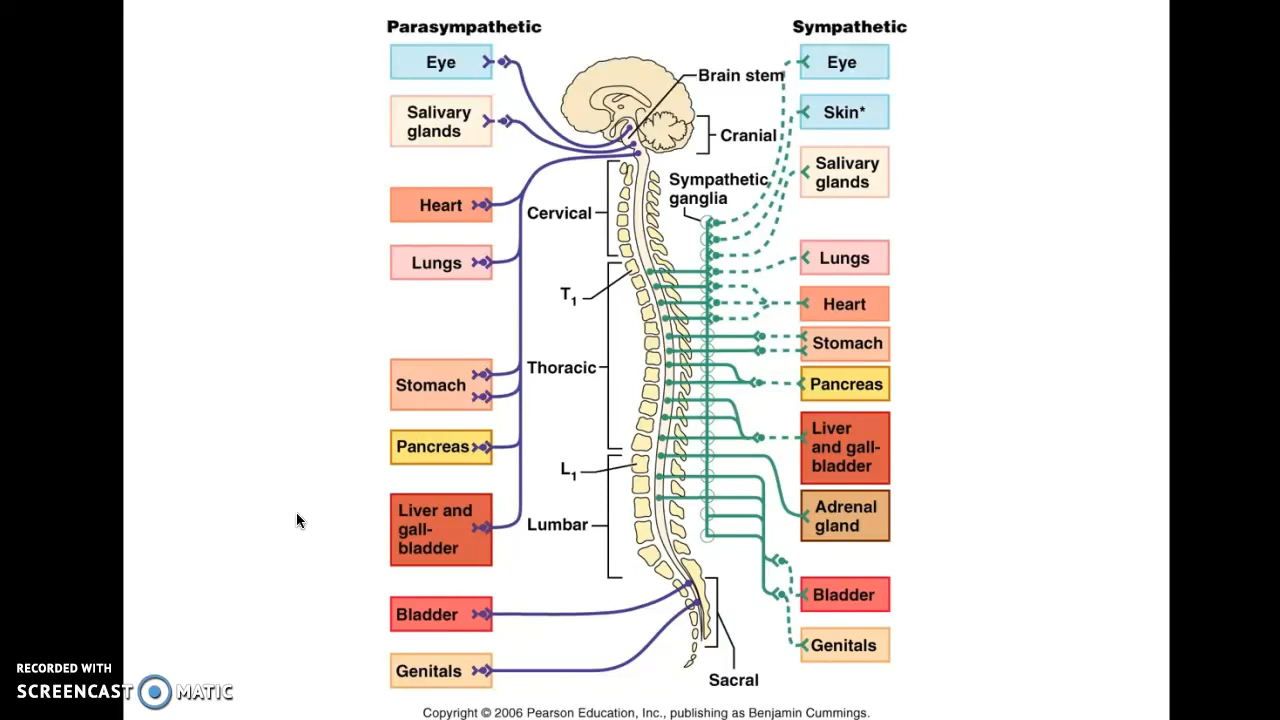 Parasympathetic
Eye
Salivary
glands
Heart
Lungs
Stomach
Pancreas
Liver and
gall-
bladder
Bladder
Genitals
Brain stem
Cranial
Sympathetic
ganglia
Cervical
T1
Thoracic
L1
Lumbar
Sacral
Sympathetic
Eye
Skin*
Salivary
glands
Lungs
Heart
Stomach
Pancreas
Liver
and gall-
bladder
Adrenal
gland
Bladder
Genitals
RECORDED WITH
SCREENCAST MATIC
Copyright © 2006 Pearson Education, Inc., publishing as Benjamin Cummings.